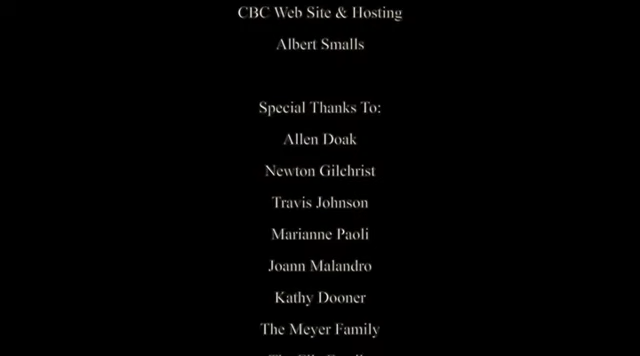 CBC Web Site & Hosting
Albert Smalls
Special Thanks To:
Allen Doak
Newton Gilchrist
Travis Johnson
Marianne Paoli
Joann Malandro
Kathy Dooner
The Meyer Family
The